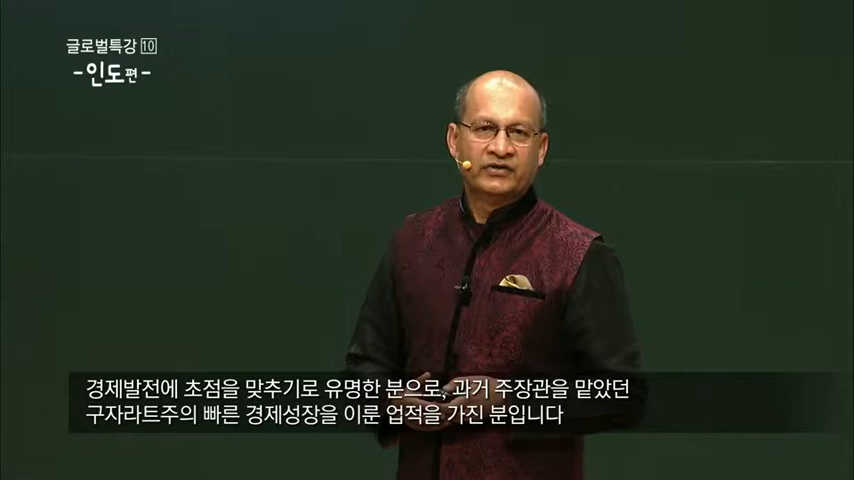 글로벌특강 10
-인도편-
경제발전에 초점을 맞추기로 유명한 분으로, 과거 주장관을 맡았던
구자라트주의 빠른 경제성장을 이룬 업적을 가진 분입니다